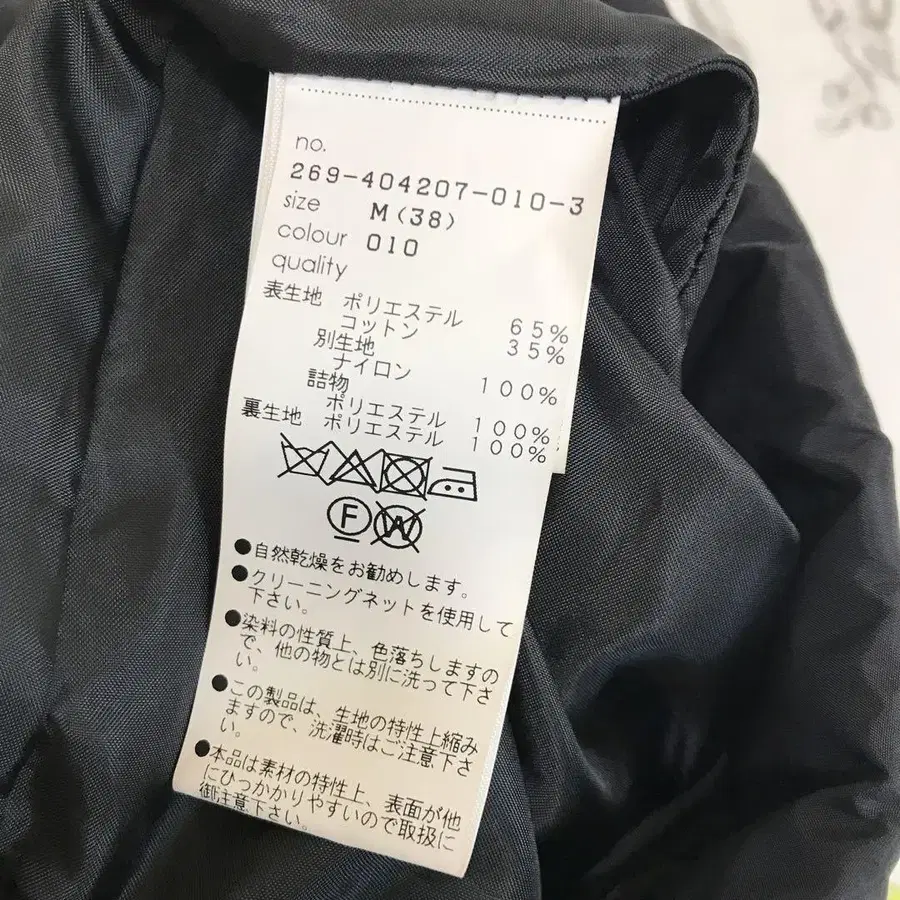 no.
269-404207-010-3
size M(38)
colour 010
quality
表生地 ポリエステル 65%
コットン 35%
別生地
ナイロン 100%
詰物
ポリエステル 100%
裏生地 ポリエステル 100%
F W
●自然乾燥をお勧めします。
●クリーニングネットを使用して
下さい。
●染料の性質上、色落ちしますの
で、他の物とは別に洗って下さ
い。
●この製品は、生地の特性上縮み
ますので、洗濯時はご注意下さ
い。
●本品は素材の特性上、表面が他
にひっかかりやすいので取扱に
御注意下さい。